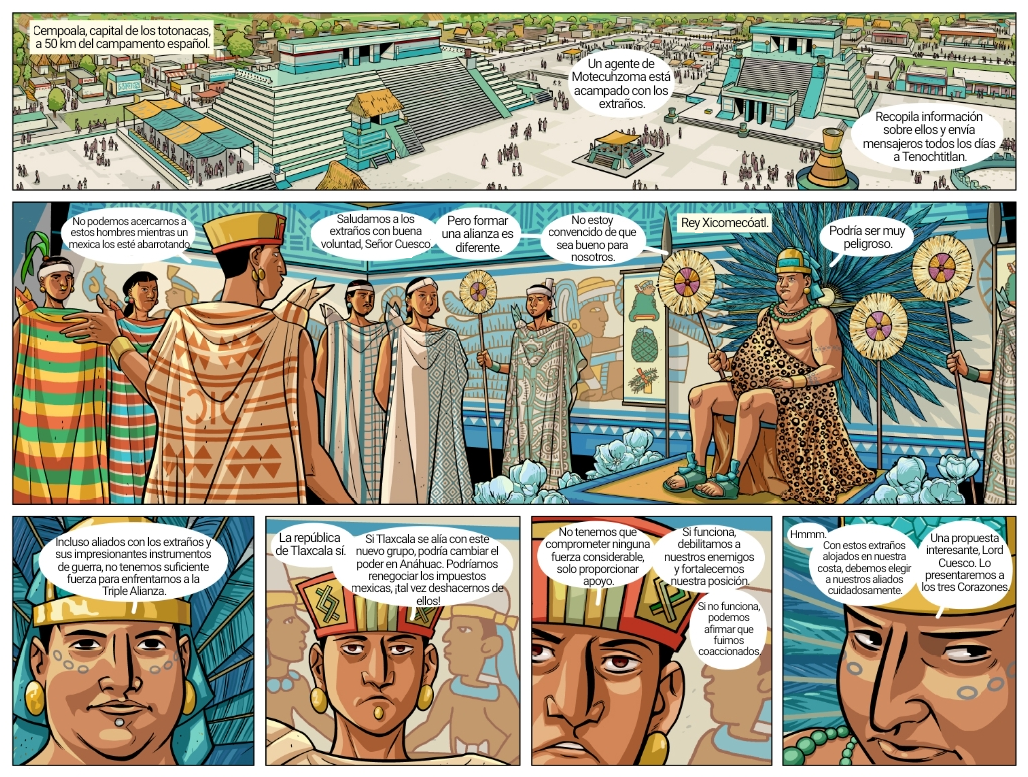 Cempoala, capital de los totonacas,
a 50 km del campamento español.
Un agente de
Motecuhzoma está
acampado con los
extraños.
Recopila información
sobre ellos y envía
mensajeros todos los días
a Tenochtitlan.
No podemos acercarnos a
estos hombres mientras un
mexica los esté abarrotando.
Saludamos a los
extraños con buena
voluntad, Señor Cuesco.
Pero formar
una alianza es
diferente.
No estoy
convencido de que
sea bueno para
nosotros.
Rey Xicomecóatl.
Podría ser muy
peligroso.
Incluso aliados con los extraños y
sus impresionantes instrumentos
de guerra, no tenemos suficiente
fuerza para enfrentarnos a la
Triple Alianza.
La república
de Tlaxcala sí.
Si Tlaxcala se alía con este
nuevo grupo, podría cambiar el
poder en Anáhuac. Podríamos
renegociar los impuestos
mexicas, ¡tal vez deshacernos de
ellos!
No tenemos que
comprometer ninguna
fuerza considerable,
solo proporcionar
apoyo.
Si funciona,
debilitamos a
nuestros enemigos
y fortalecemos
nuestra posición.
Si no funciona,
podemos
afirmar que
fuimos
coaccionados.
Hmmm.
Con estos extraños
alojados en nuestra
costa, debemos elegir
a nuestros aliados
cuidadosamente.
Una propuesta
interesante, Lord
Cuesco. Lo
presentaremos a
los tres Corazones.